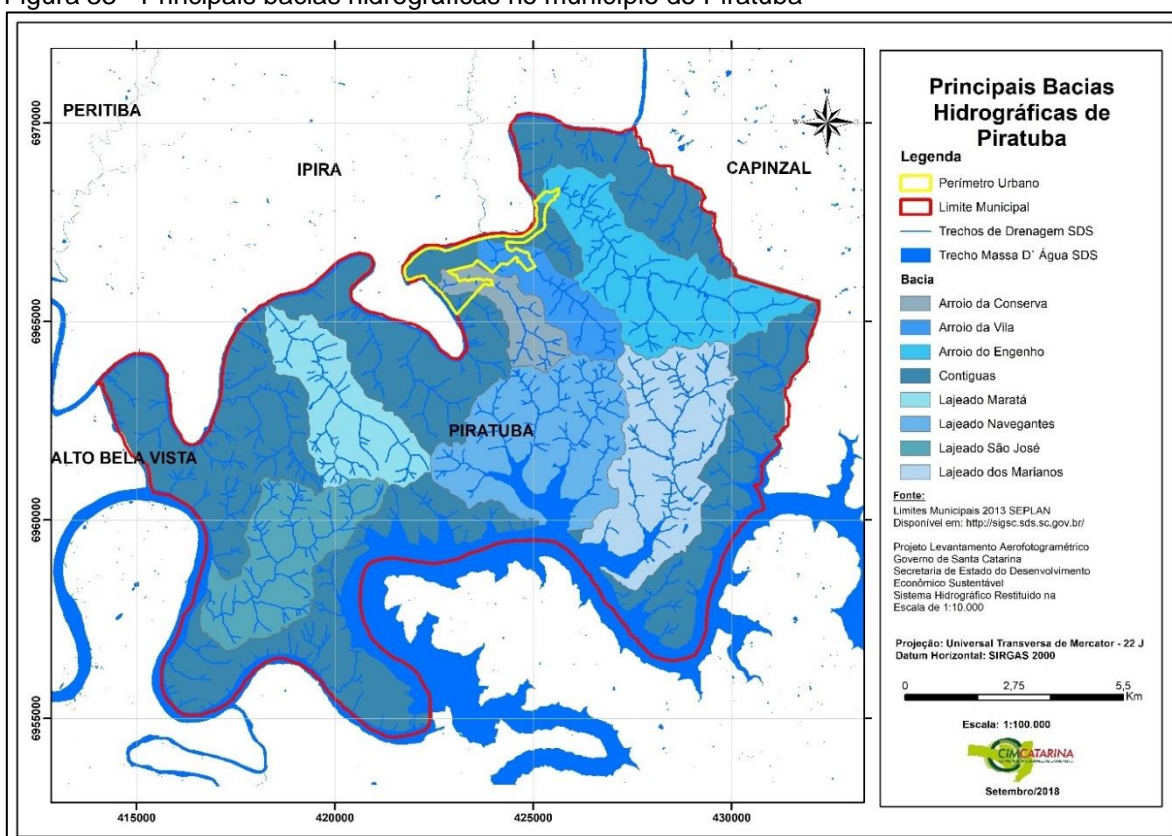 Figura 38 - Principais bacias hidrográficas no município de Piratuba
PERITIBA
IPIRA
CAPINZAL
PIRATUBA
ALTO BELA VISTA
6970000
6965000
6960000
6955000
415000
420000
425000
430000
N
W
S
Principais Bacias
Hidrográficas de
Piratuba
Legenda
Perímetro Urbano
Limite Municipal
Trechos de Drenagem SDS
Trecho Massa D` Água SDS
Bacia
Arroio da Conserva
Arroio da Vila
Arroio do Engenho
Contiguas
Lajeado Maratá
Lajeado Navegantes
Lajeado São José
Lajeado dos Marianos
Fonte:
Limites Municipais 2013 SEPLAN
Disponível em: http://sigsc.sds.sc.gov.br/
Projeto Levantamento Aerofotogramétrico
Governo de Santa Catarina
Secretaria de Estado do Desenvolvimento
Econômico Sustentável
Sistema Hidrográfico Restituido na
Escala de 1:10.000
Projeção: Universal Transversa de Mercator - 22 J
Datum Horizontal: SIRGAS 2000
0 2,75 5,5
Km
Escala: 1:100.000
CIMCATARINA
Setembro/2018